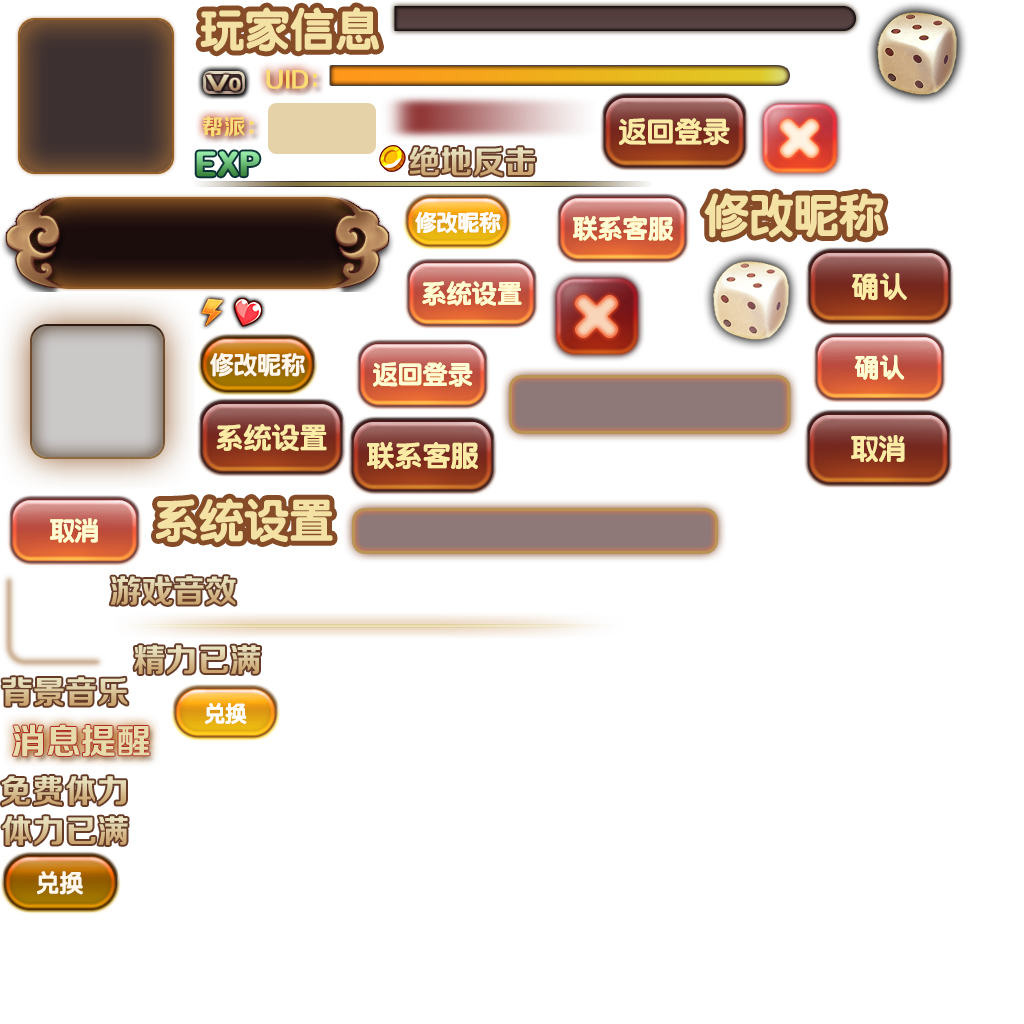 玩家信息
V0 UID:
帮派:
返回登录
EXP
绝地反击
修改昵称
联系客服
修改昵称
系统设置
确认
修改昵称
返回登录
确认
系统设置
联系客服
取消
取消
系统设置
游戏音效
精力已满
背景音乐
兑换
消息提醒
免费体力
体力已满
兑换